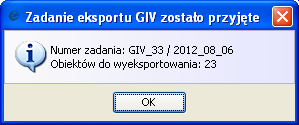 Zadanie eksportu GIV zostało przyjęte
Numer zadania: GIV_33 / 2012_08_06
Obiektów do wyeksportowania: 23
OK